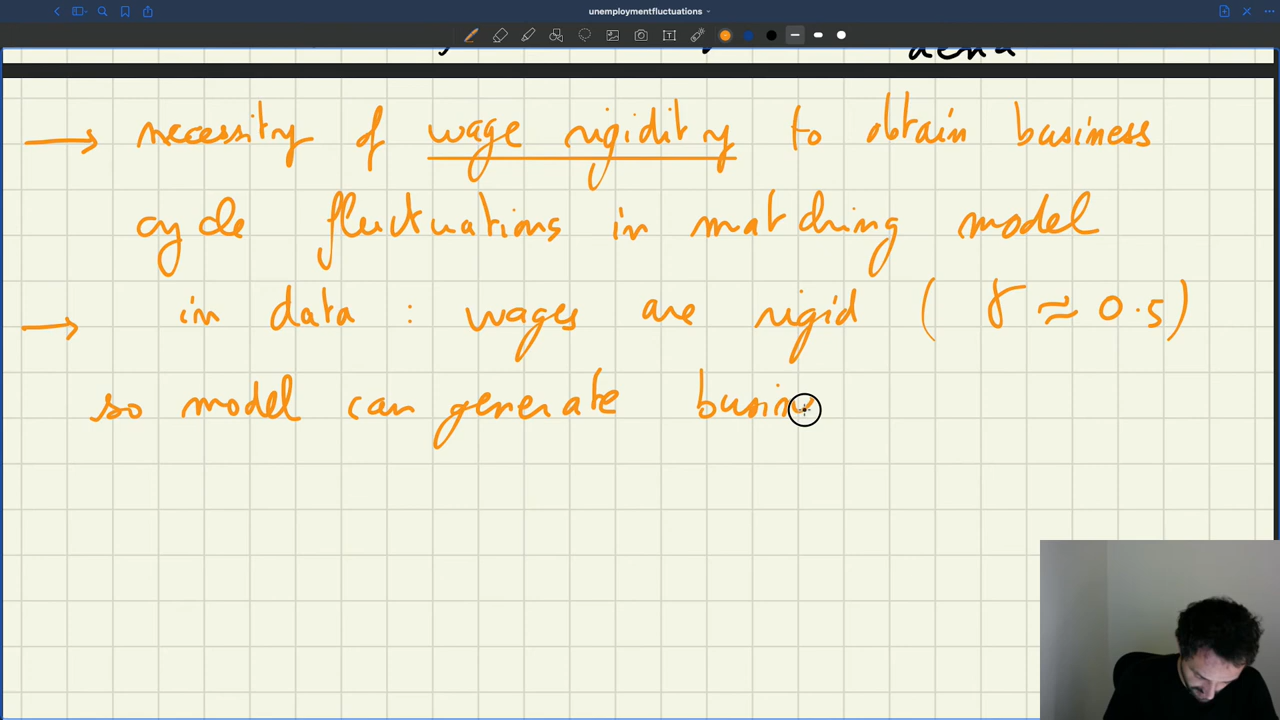 unemploymentfluctuations
→ necessity of wage rigidity to obtain business
cycle fluctuations in matching model
→ in data : wages are rigid ( γ ≈ 0.5)
so model can generate busin